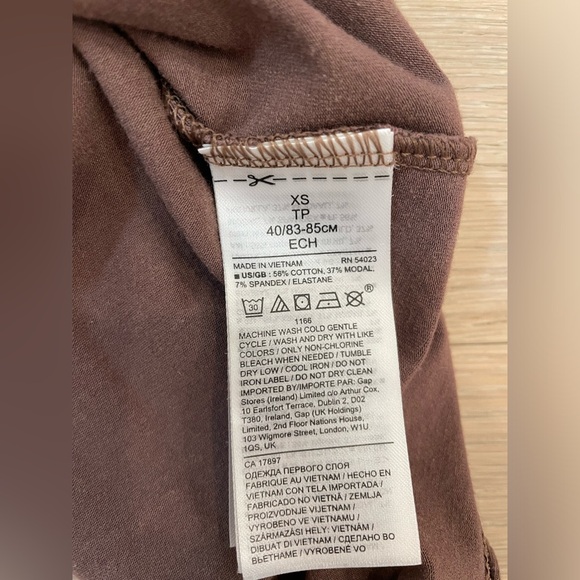 XS
TP
40/83-85см
ECH
MADE IN VIETNAM RN 54023
■ US/GB : 56% COTTON, 37% MODAL,
7% SPANDEX / ELASTANE
30
1166
MACHINE WASH COLD GENTLE
CYCLE / WASH AND DRY WITH LIKE
COLORS / ONLY NON-CHLORINE
BLEACH WHEN NEEDED / TUMBLE
DRY LOW / COOL IRON / DO NOT
IRON LABEL / DO NOT DRY CLEAN
IMPORTED BY/IMPORTE PAR: Gap
Stores (Ireland) Limited c/o Arthur Cox,
10 Earlsfort Terrace, Dublin 2, D02
T380, Ireland, Gap (UK Holdings)
Limited, 2nd Floor Nations House,
103 Wigmore Street, London, W1U
1QS, UK
CA 17897
ОДЕЖДА ПЕРВОГО СЛОЯ
FABRIQUE AU VIETNAM / HECHO EN
VIETNAM CON TELA IMPORTADA /
FABRICADO NO VIETNÃ / ZEMLJA
PROIZVODNJE VIJETNAM /
VYROBENO VE VIETNAMU /
SZÁRMAZÁSI HELY: VIETNÁM /
DIBUAT DI VIETNAM / СДЕЛАНО ВО
ВЬЕТНАМЕ / VYROBENÉ VO VIETNAME